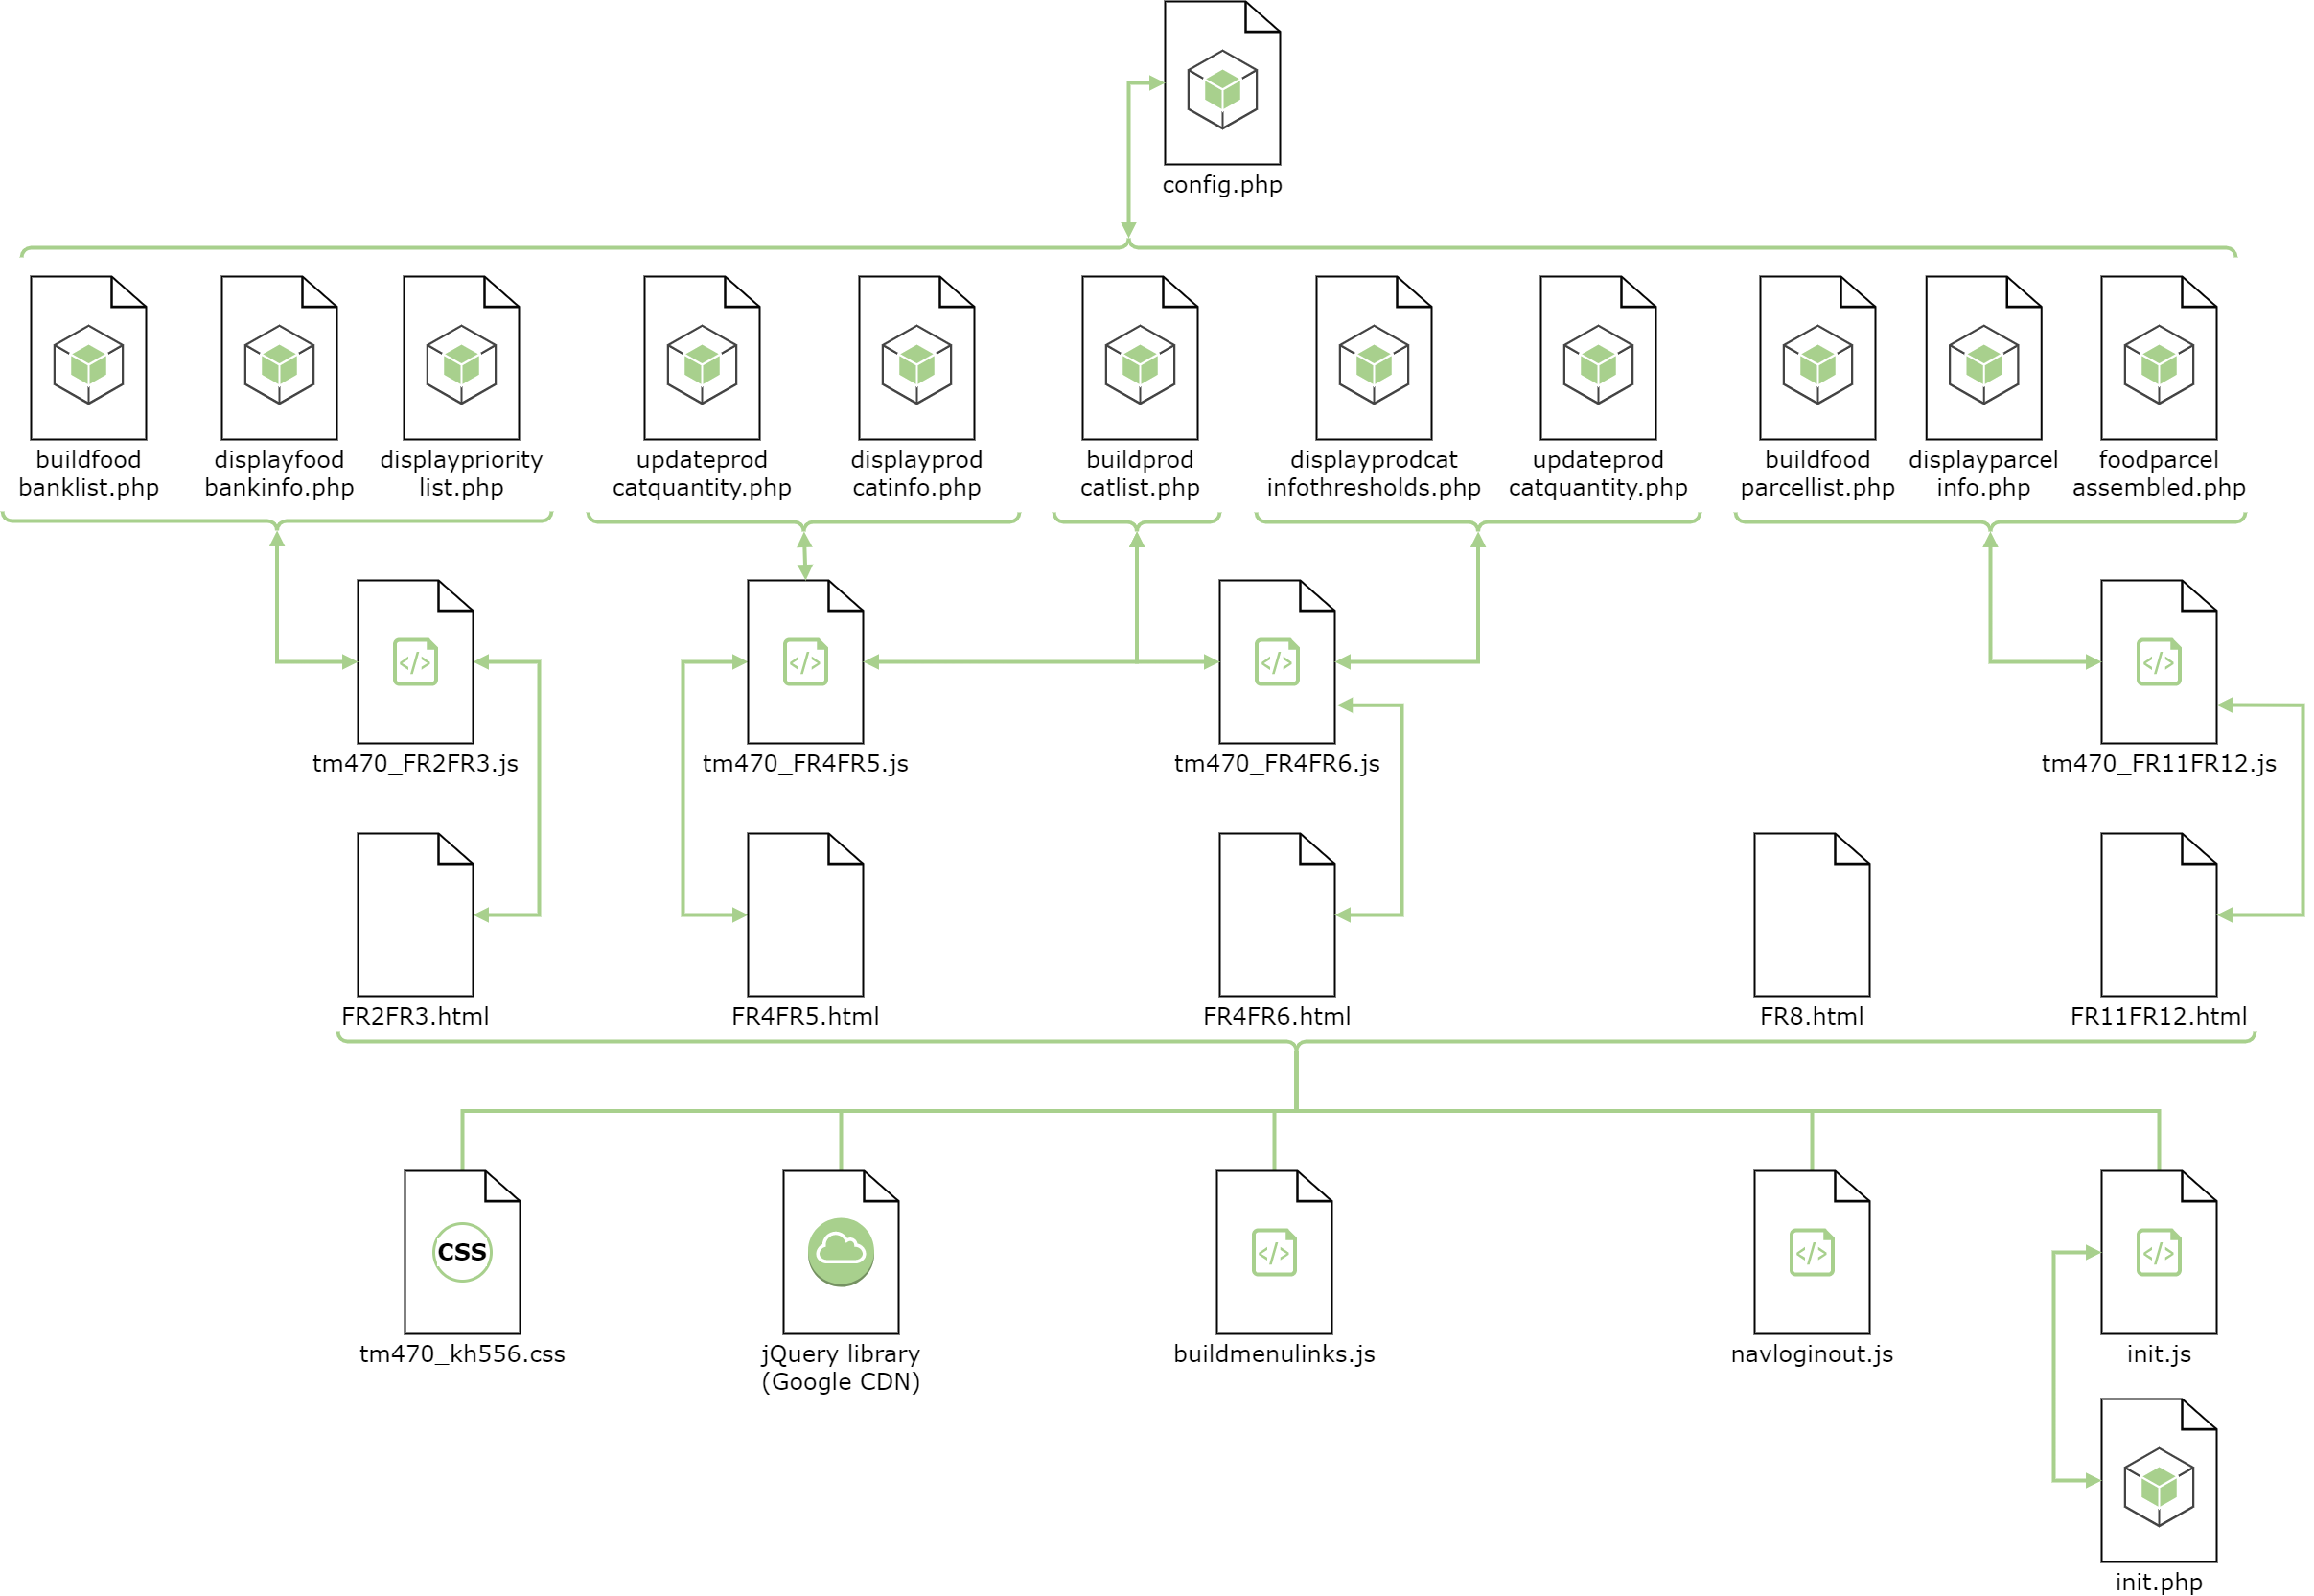 config.php
buildfood
banklist.php
displayfood
bankinfo.php
displaypriority
list.php
updateprod
catquantity.php
displayprod
catinfo.php
buildprod
catlist.php
displayprodcat
infothresholds.php
updateprod
catquantity.php
buildfood
parcellist.php
displayparcel
info.php
foodparcel
assembled.php
tm470_FR2FR3.js
tm470_FR4FR5.js
tm470_FR4FR6.js
tm470_FR11FR12.js
FR2FR3.html
FR4FR5.html
FR4FR6.html
FR8.html
FR11FR12.html
CSS
tm470_kh556.css
jQuery library
(Google CDN)
buildmenulinks.js
navloginout.js
init.js
init.php